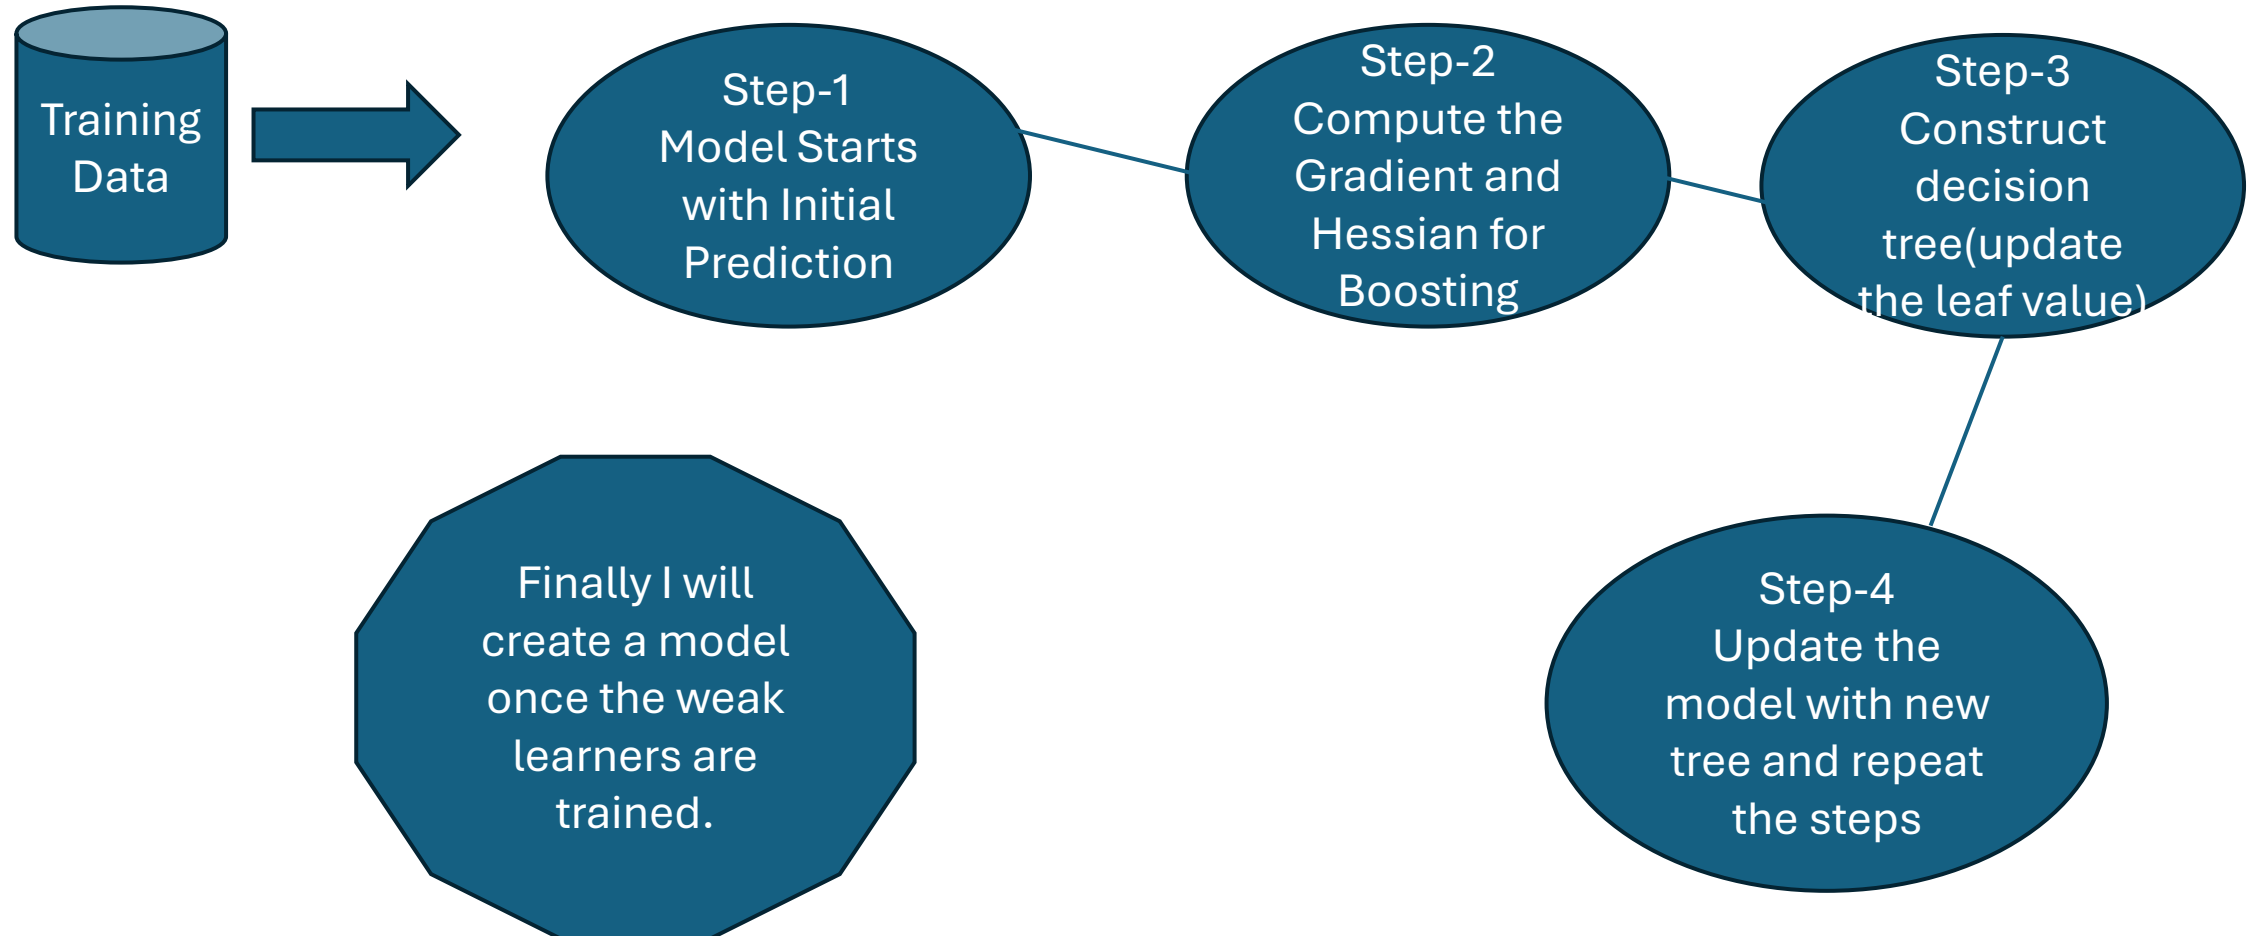 Training
Data
Step-1
Model Starts
with Initial
Prediction
Step-2
Compute the
Gradient and
Hessian for
Boosting
Step-3
Construct
decision
tree(update
the leaf value)
Step-4
Update the
model with new
tree and repeat
the steps
Finally I will
create a model
once the weak
learners are
trained.